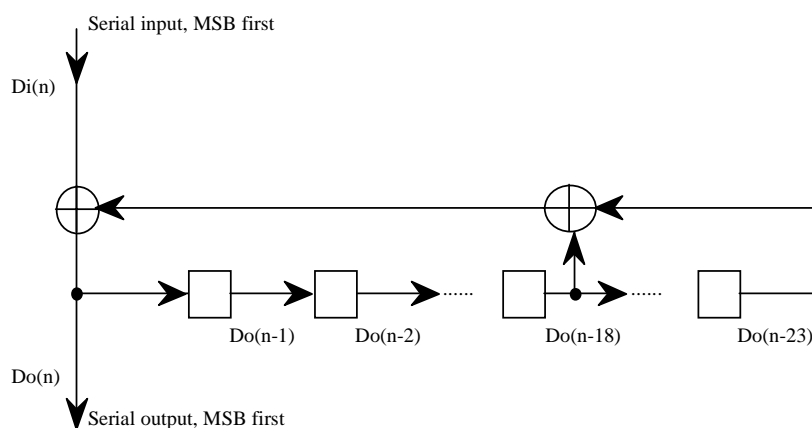 Serial input, MSB first
Di(n)
Do(n-1)
Do(n-2)
Do(n-18)
Do(n-23)
Do(n)
Serial output, MSB first